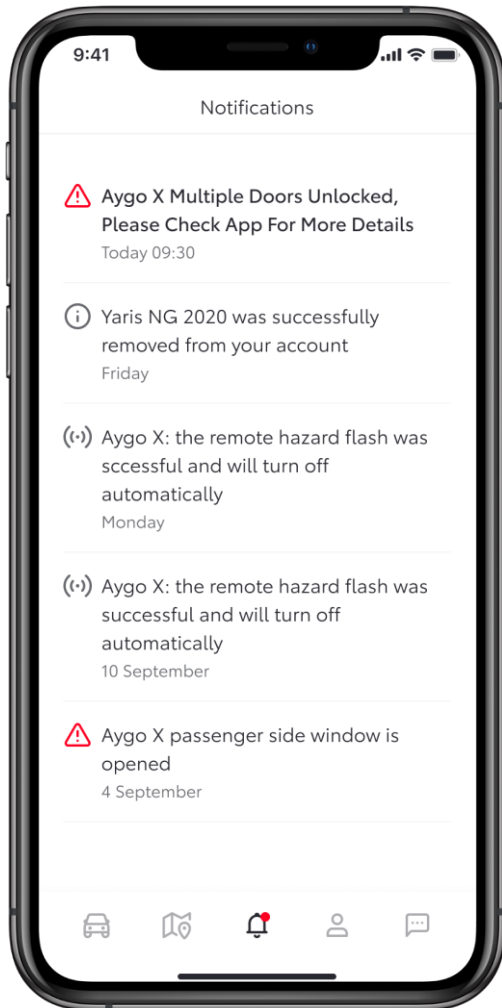 9:41
Notifications
Aygo X Multiple Doors Unlocked,
Please Check App For More Details
Today 09:30
Yaris NG 2020 was successfully
removed from your account
Friday
Aygo X: the remote hazard flash was
sccessful and will turn off
automatically
Monday
Aygo X: the remote hazard flash was
successful and will turn off
automatically
10 September
Aygo X passenger side window is
opened
4 September